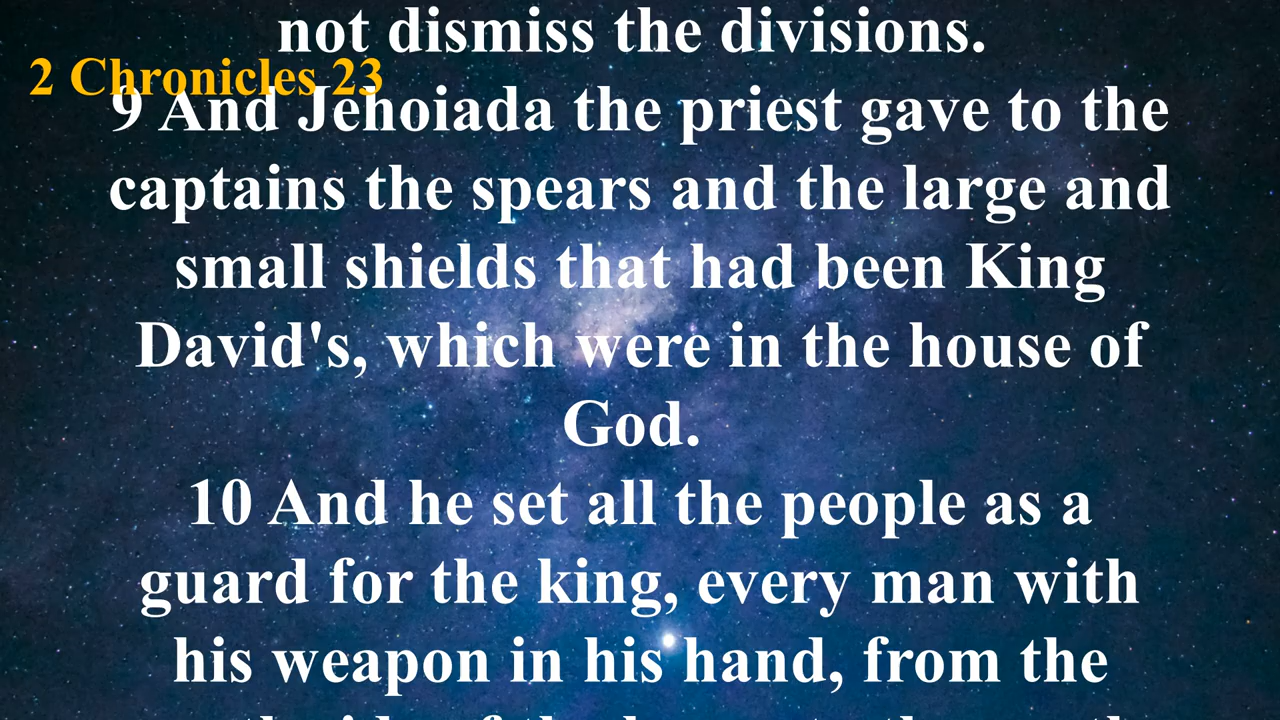 not dismiss the divisions.
2 Chronicles 23
9 And Jehoiada the priest gave to the
captains the spears and the large and
small shields that had been King
David's, which were in the house of
God.
10 And he set all the people as a
guard for the king, every man with
his weapon in his hand, from the